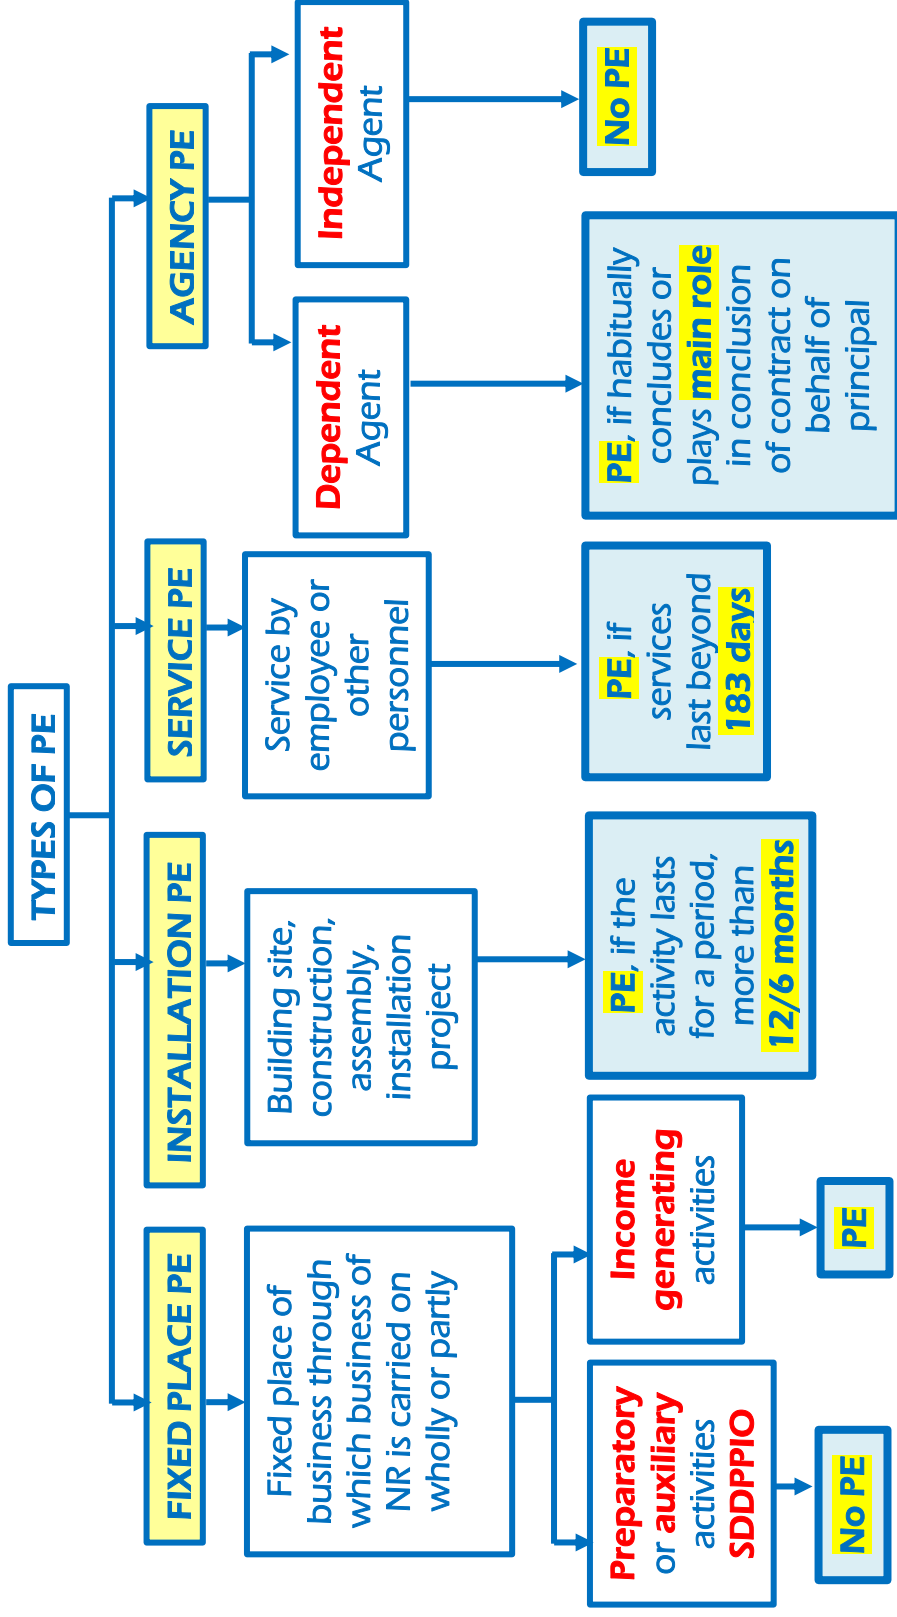 TYPES OF PE
FIXED PLACE PE
INSTALLATION PE
SERVICE PE
AGENCY PE
Fixed place of
business through
which business of
NR is carried on
wholly or partly
Building site,
construction,
assembly,
installation
project
Service by
employee or
other
personnel
Dependent
Agent
Independent
Agent
Preparatory
or auxiliary
activities
SDDPPIO
Income
generating
activities
PE, if the
activity lasts
for a period,
more than
12/6 months
PE, if
services
last beyond
183 days
PE, if habitually
concludes or
plays main role
in conclusion
of contract on
behalf of
principal
No PE
No PE
PE